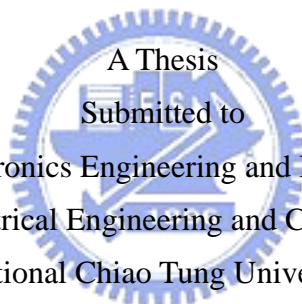 A Thesis
Submitted to
ronics Engineering and
rical Engineering and C
tional Chiao Tung Unive